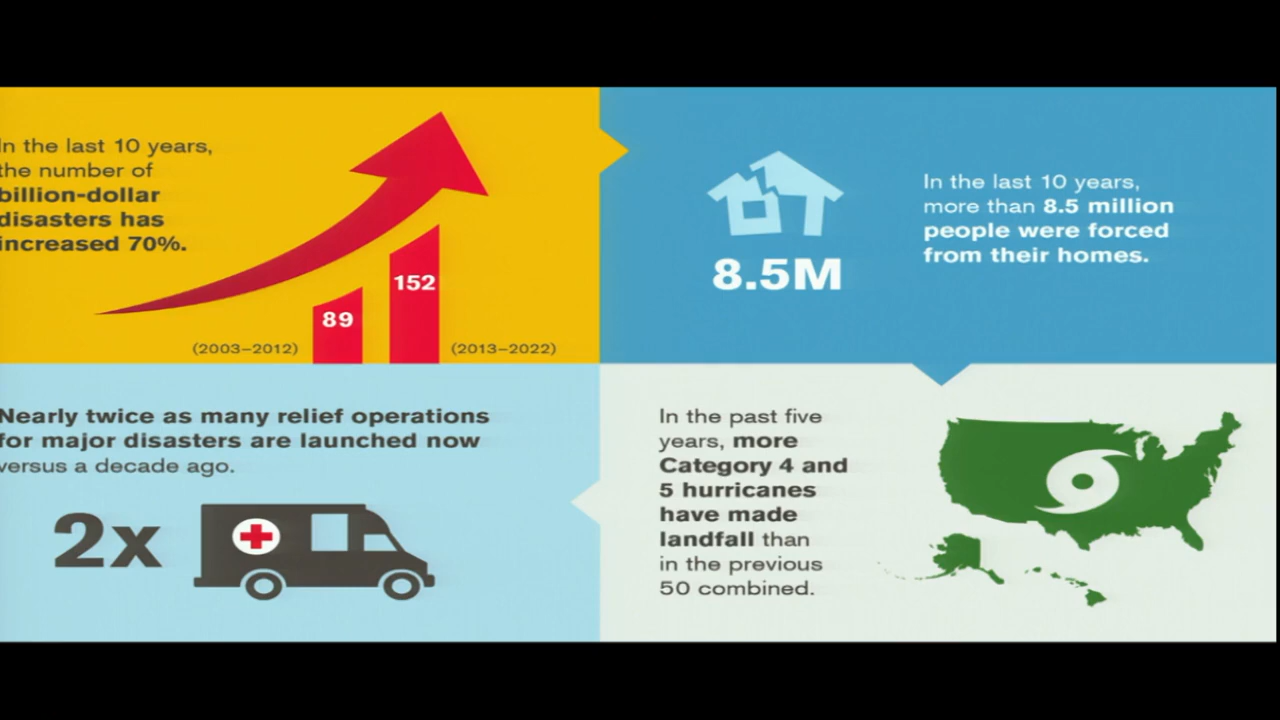 In the last 10 years,
the number of
billion-dollar
disasters has
increased 70%.
89
152
(2003–2012)
(2013–2022)
8.5M
In the last 10 years,
more than 8.5 million
people were forced
from their homes.
Nearly twice as many relief operations
for major disasters are launched now
versus a decade ago.
2x
In the past five
years, more
Category 4 and
5 hurricanes
have made
landfall than
in the previous
50 combined.